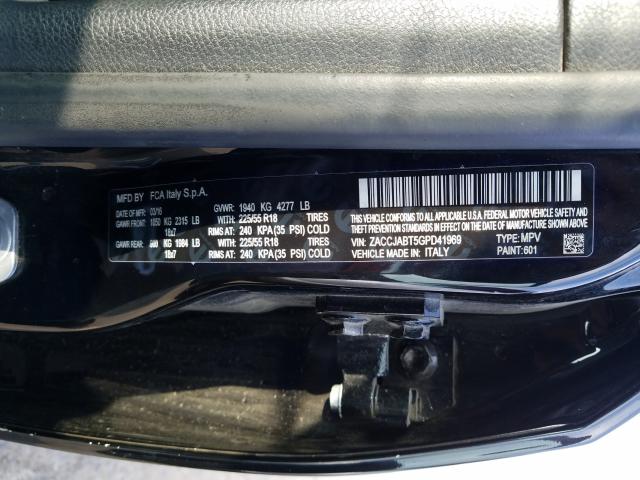 MFD BY FCA Italy S.p.A.
DATE OF MFR: 03/16 GVWR: 1940 KG 4277 LB
GAWR FRONT: 1050 KG 2315 LB WITH: 225/55 R18 TIRES
18x7 RIMS AT: 240 KPA(35 PSI) COLD
GAWR REAR: 900 KG 1984 LB WITH: 225/55 R18 TIRES
18x7 RIMS AT: 240 KPA(35 PSI) COLD
THIS VEHICLE CONFORMS TO ALL APPLICABLE
U.S.A. FEDERAL MOTOR VEHICLE SAFETY, BUMPER AND
THEFT PREVENTION STANDARDS IN EFFECT ON THE
DATE OF MANUFACTURE SHOWN ABOVE
VIN: ZACCJABT5GPD41969 TYPE: MPV
VEHICLE MADE IN: ITALY PAINT:601